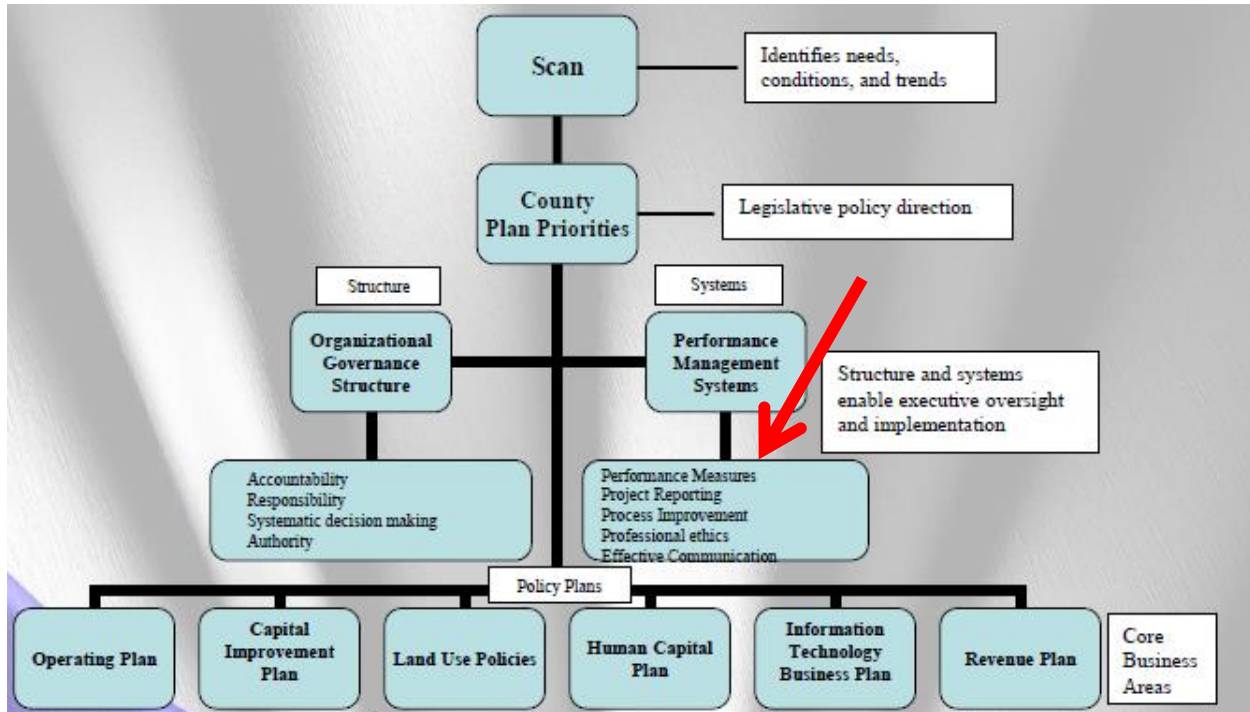 Scan
Identifies needs,
conditions, and trends
County
Plan Priorities
Legislative policy direction
Structure
Systems
Organizational
Governance
Structure
Performance
Management
Systems
Structure and systems
enable executive oversight
and implementation
Accountability
Responsibility
Systematic decision making
Authority
Performance Measures
Project Reporting
Process Improvement
Professional ethics
Effective Communication
Policy Plans
Operating Plan
Capital
Improvement
Plan
Land Use Policies
Human Capital
Plan
Information
Technology
Business Plan
Revenue Plan
Core
Business
Areas